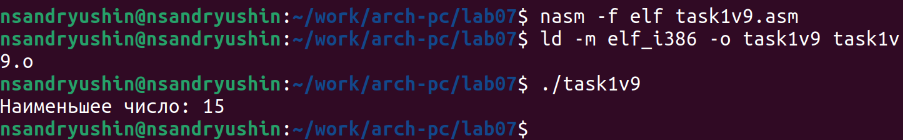 nsandryushin@nsandryushin:~/work/arch-pc/lab07$ nasm -f elf task1v9.asm
nsandryushin@nsandryushin:~/work/arch-pc/lab07$ ld -m elf_i386 -o task1v9 task1v
9.o
nsandryushin@nsandryushin:~/work/arch-pc/lab07$ ./task1v9
Наименьшее число: 15
nsandryushin@nsandryushin:~/work/arch-pc/lab07$